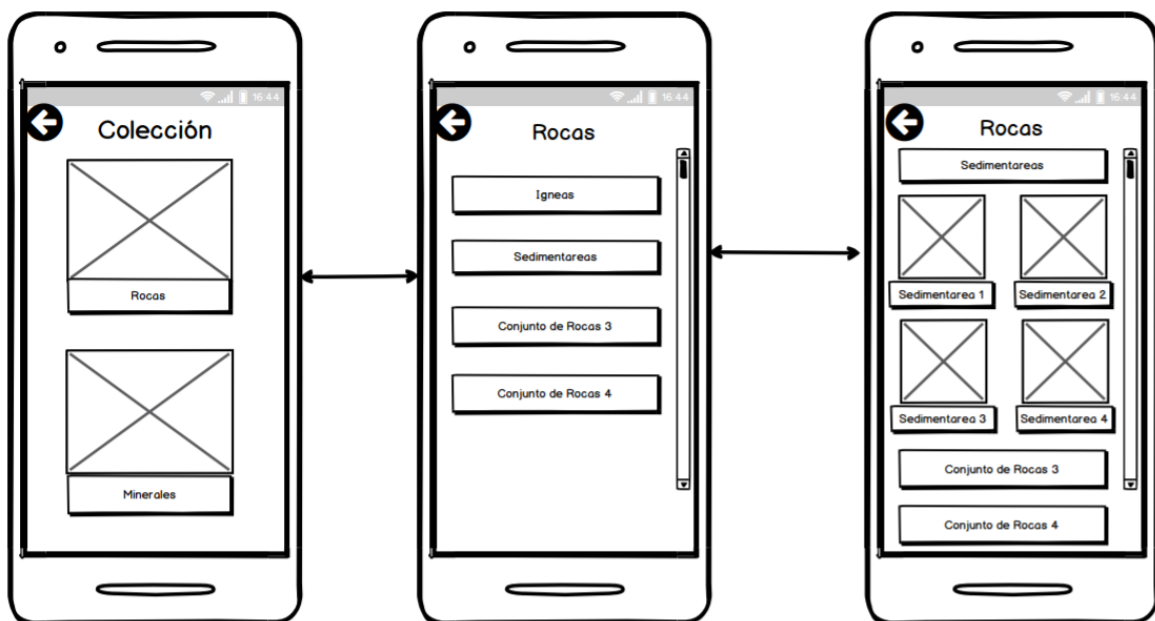 16:44
Colección
Rocas
Minerales
16:44
Rocas
Igneas
Sedimentareas
Conjunto de Rocas 3
Conjunto de Rocas 4
16:44
Rocas
Sedimentareas
Sedimentarea 1
Sedimentarea 2
Sedimentarea 3
Sedimentarea 4
Conjunto de Rocas 3
Conjunto de Rocas 4